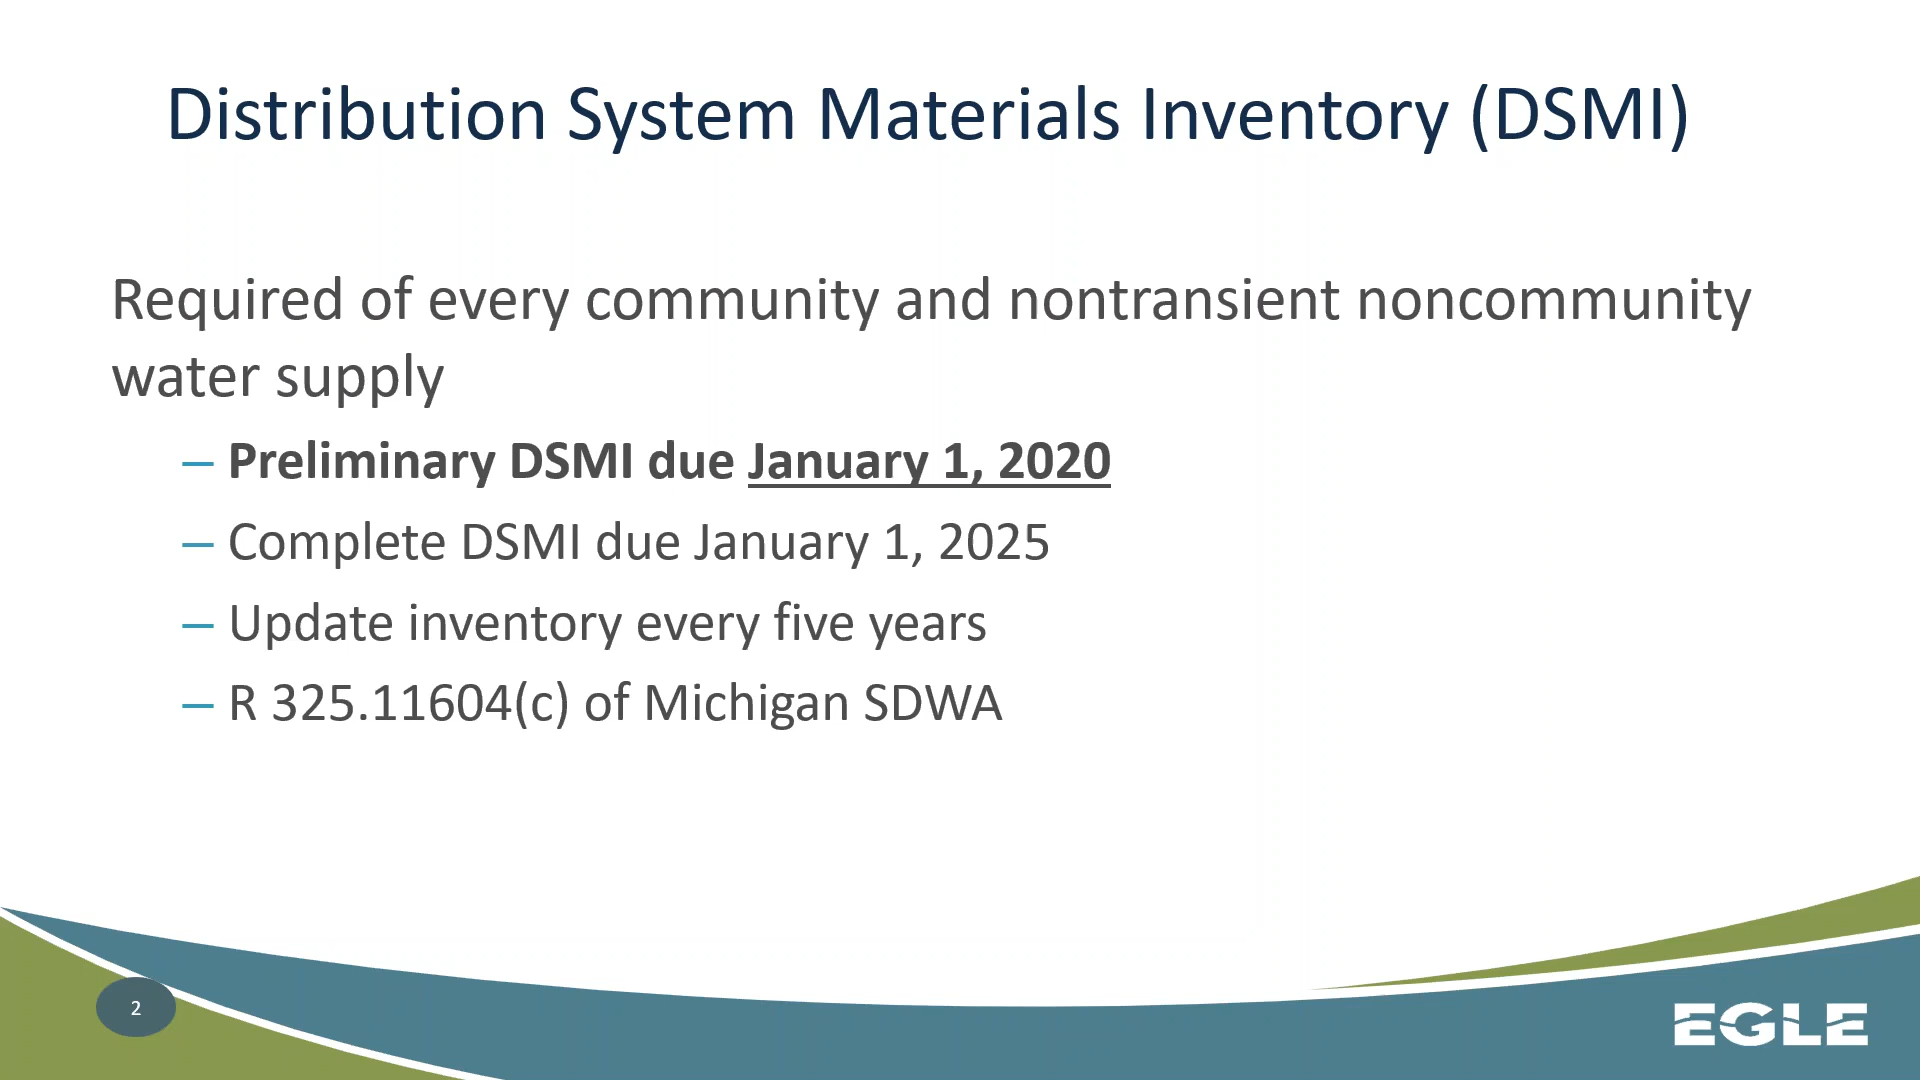 Distribution System Materials Inventory (DSMI)
Required of every community and nontransient noncommunity
water supply
– Preliminary DSMI due January 1, 2020
– Complete DSMI due January 1, 2025
– Update inventory every five years
– R 325.11604(c) of Michigan SDWA
2
EGLE